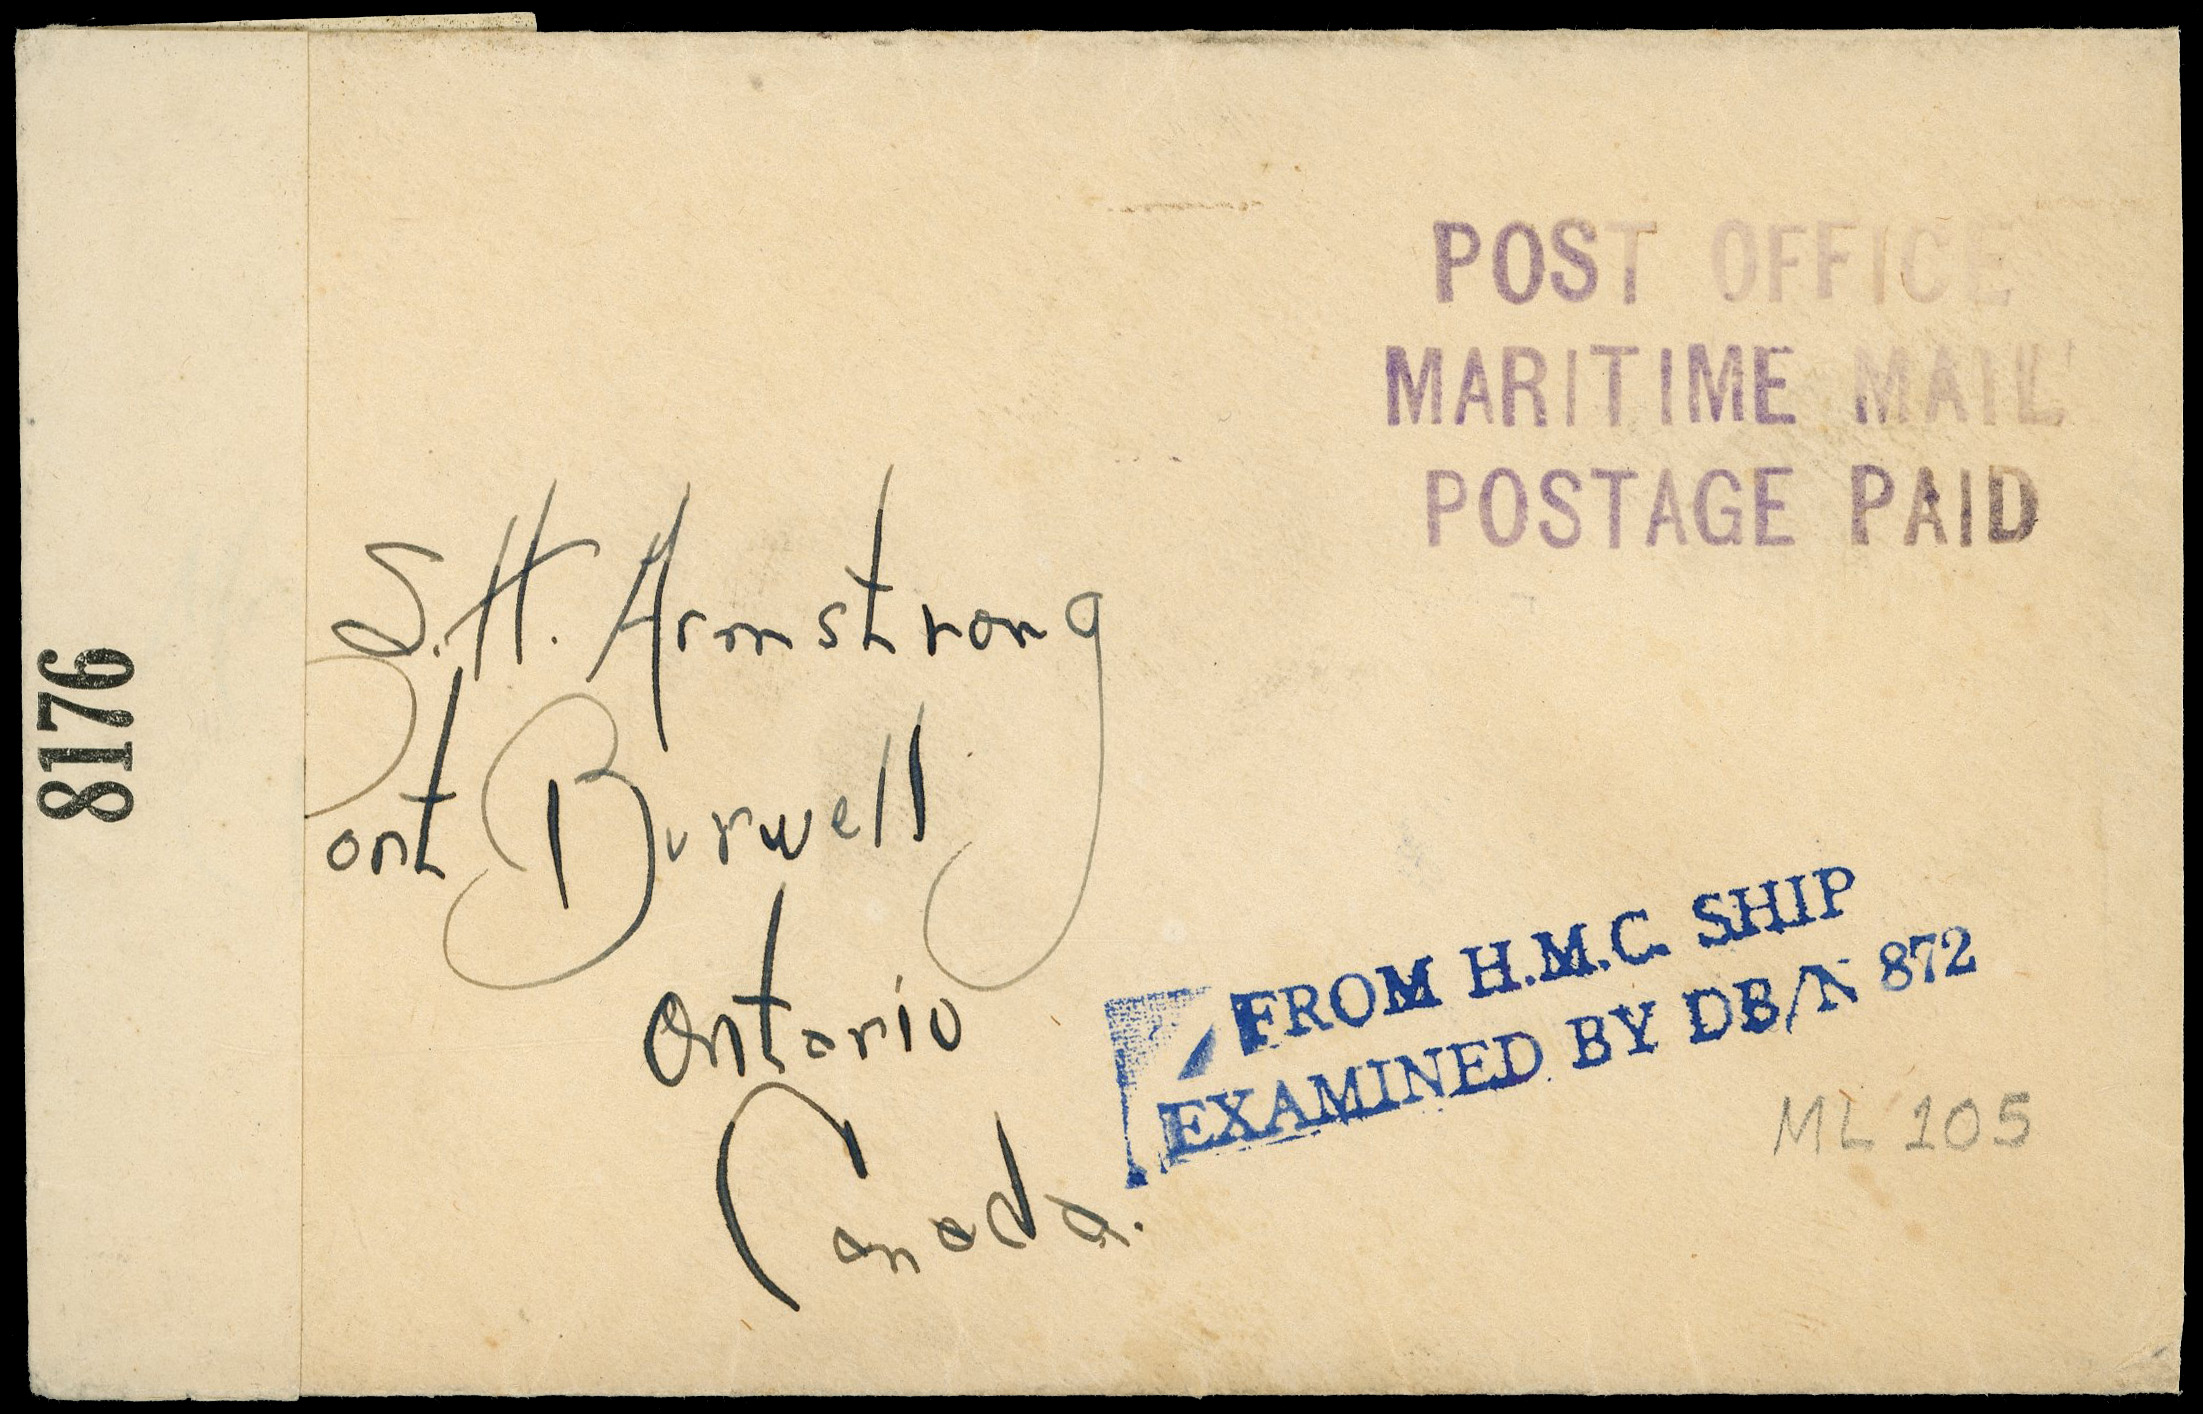 8176
POST OFFICE
MARITIME MAIL
POSTAGE PAID
S.H. Armstrong
Port Burwell
Ontario
Canada.
FROM H.M.C. SHIP
EXAMINED BY DB/N 872
ML 105